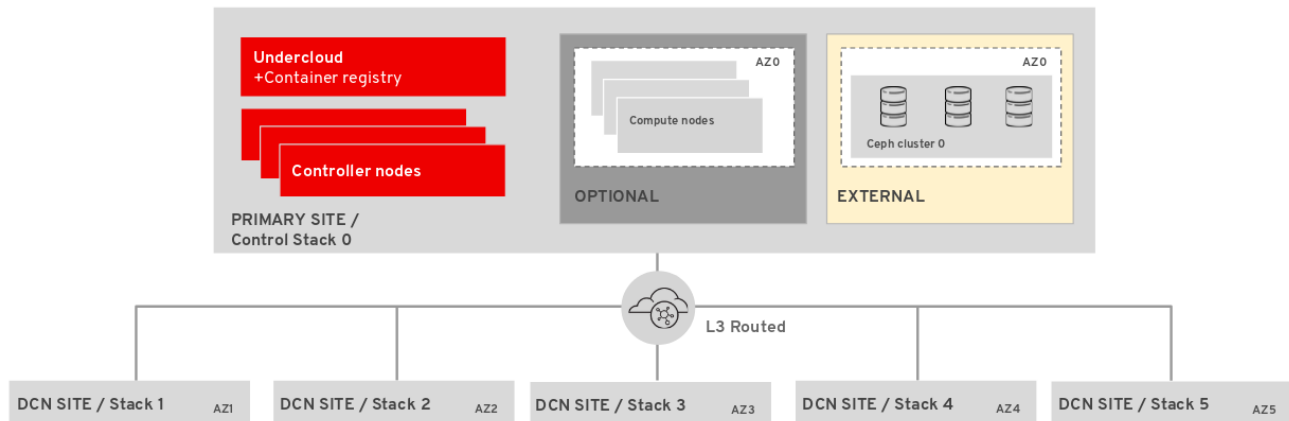 Undercloud
+Container registry
Controller nodes
PRIMARY SITE /
Control Stack 0
AZ0
Compute nodes
OPTIONAL
AZ0
Ceph cluster 0
EXTERNAL
L3 Routed
DCN SITE / Stack 1 AZ1
DCN SITE / Stack 2 AZ2
DCN SITE / Stack 3 AZ3
DCN SITE / Stack 4 AZ4
DCN SITE / Stack 5 AZ5